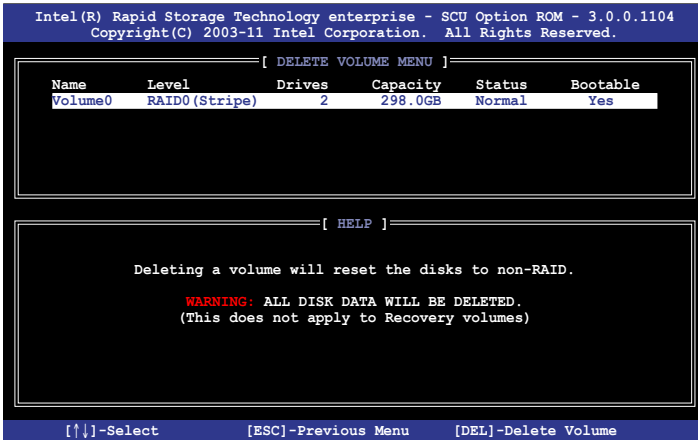 Intel(R) Rapid Storage Technology enterprise - SCU Option ROM - 3.0.0.1104
Copyright(C) 2003-11 Intel Corporation. All Rights Reserved.
[ DELETE VOLUME MENU ]
Name Level Drives Capacity Status Bootable
Volume0 RAID0(Stripe) 2 298.0GB Normal Yes
[ HELP ]
Deleting a volume will reset the disks to non-RAID.
WARNING: ALL DISK DATA WILL BE DELETED.
(This does not apply to Recovery volumes)
[↑↓]-Select [ESC]-Previous Menu [DEL]-Delete Volume